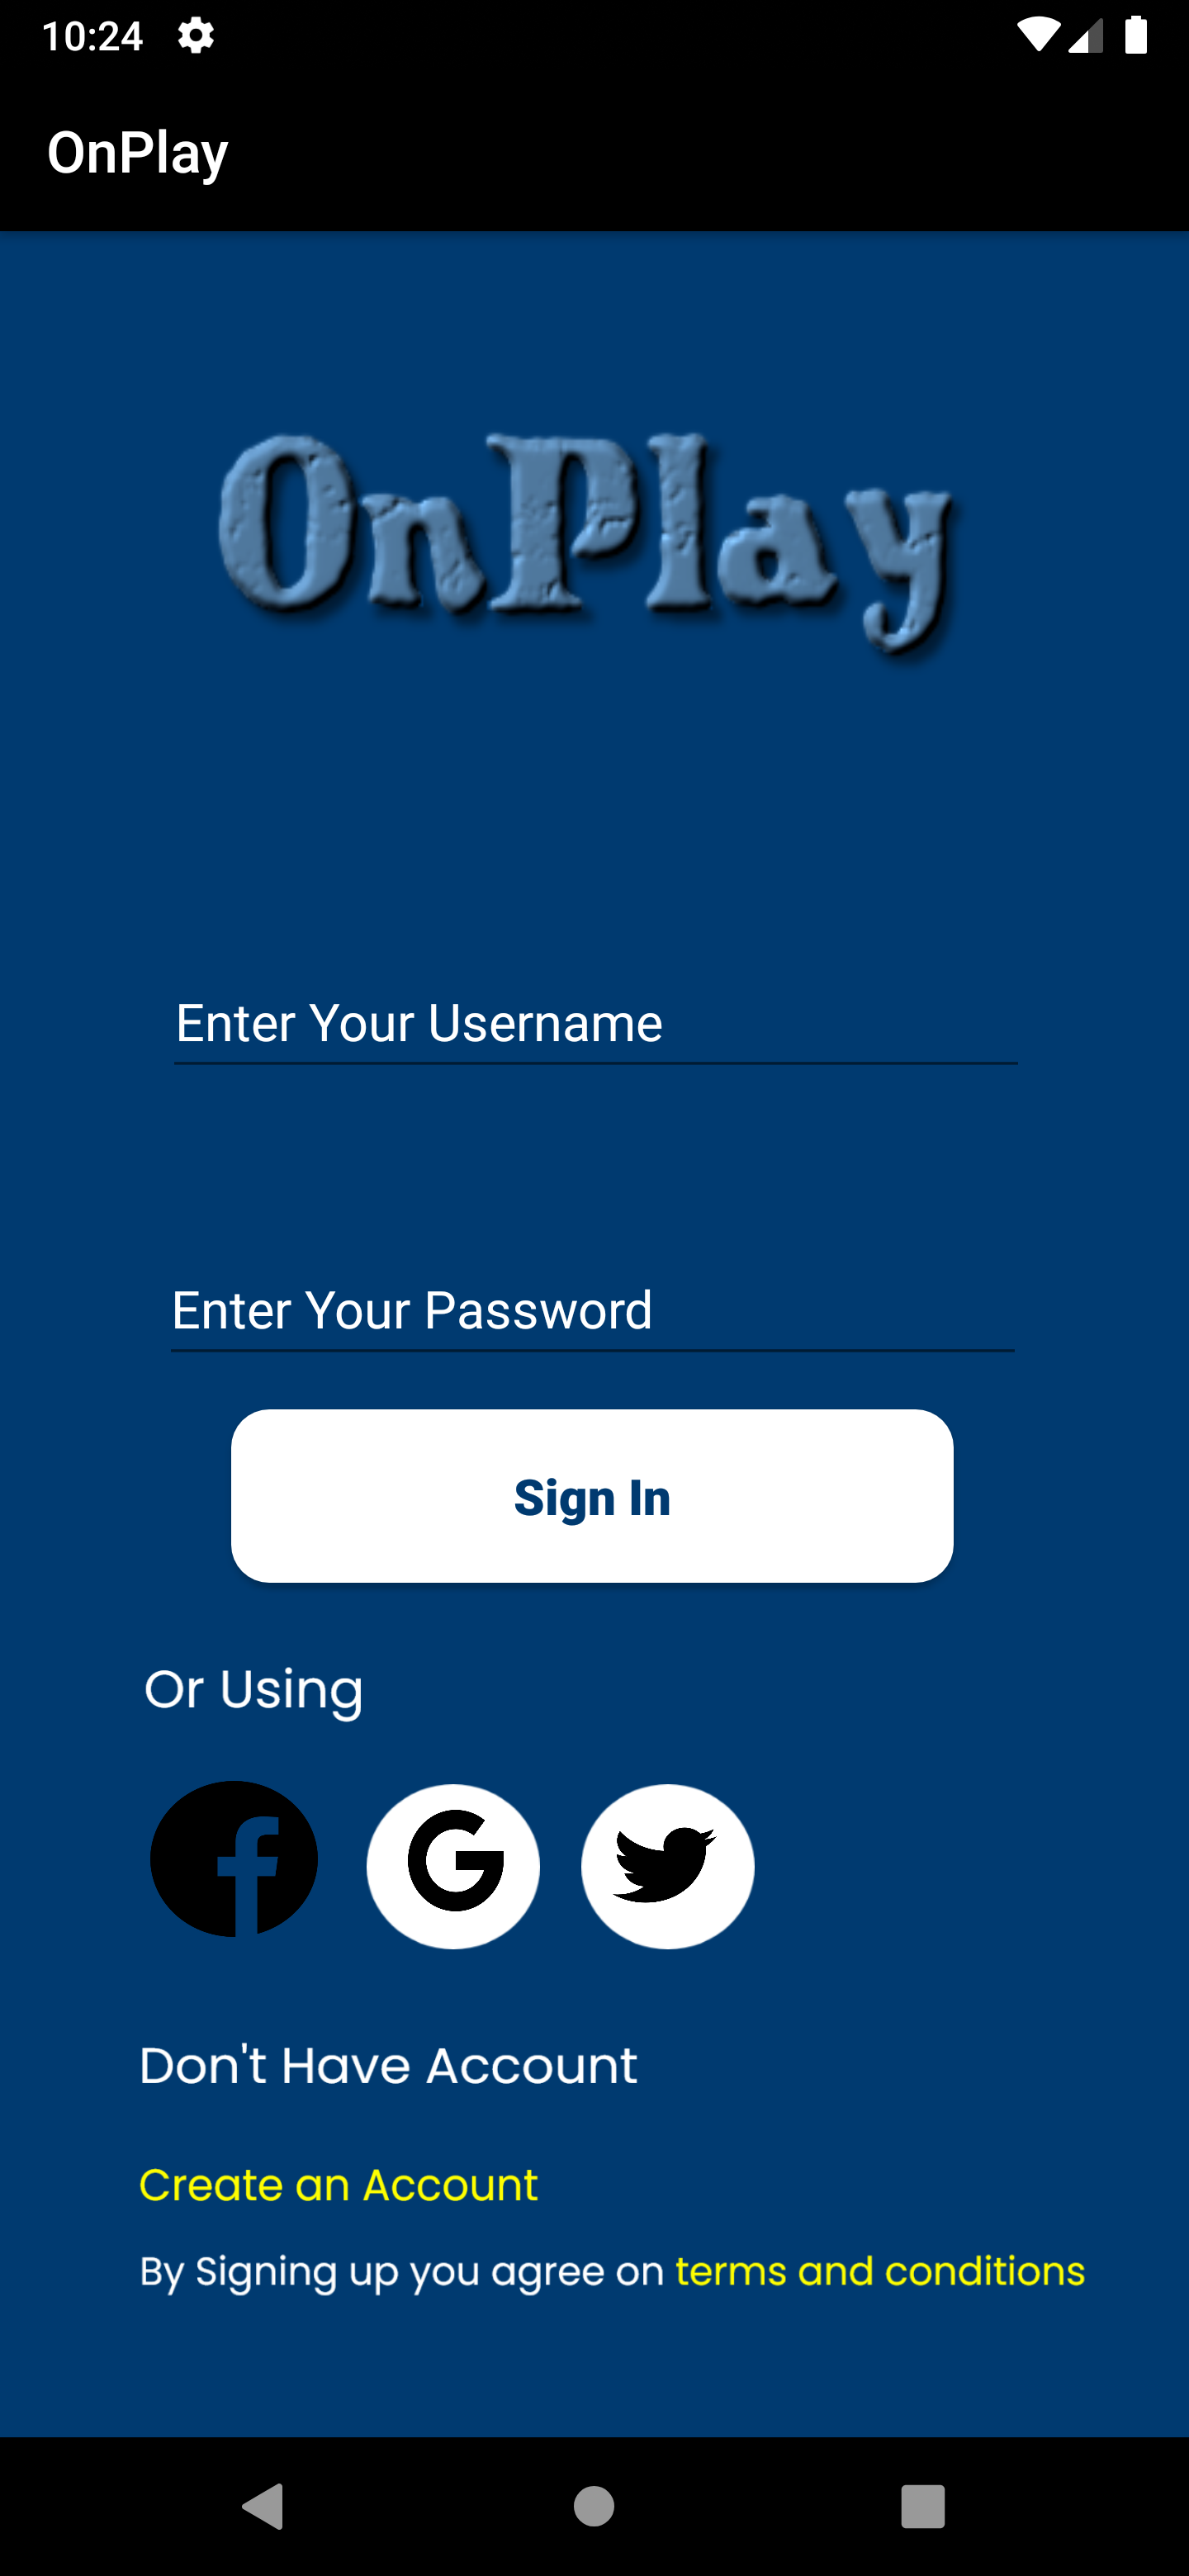 10:24
OnPlay
OnPlay
Enter Your Username
Enter Your Password
Sign In
Or Using
Don't Have Account
Create an Account
By Signing up you agree on terms and conditions